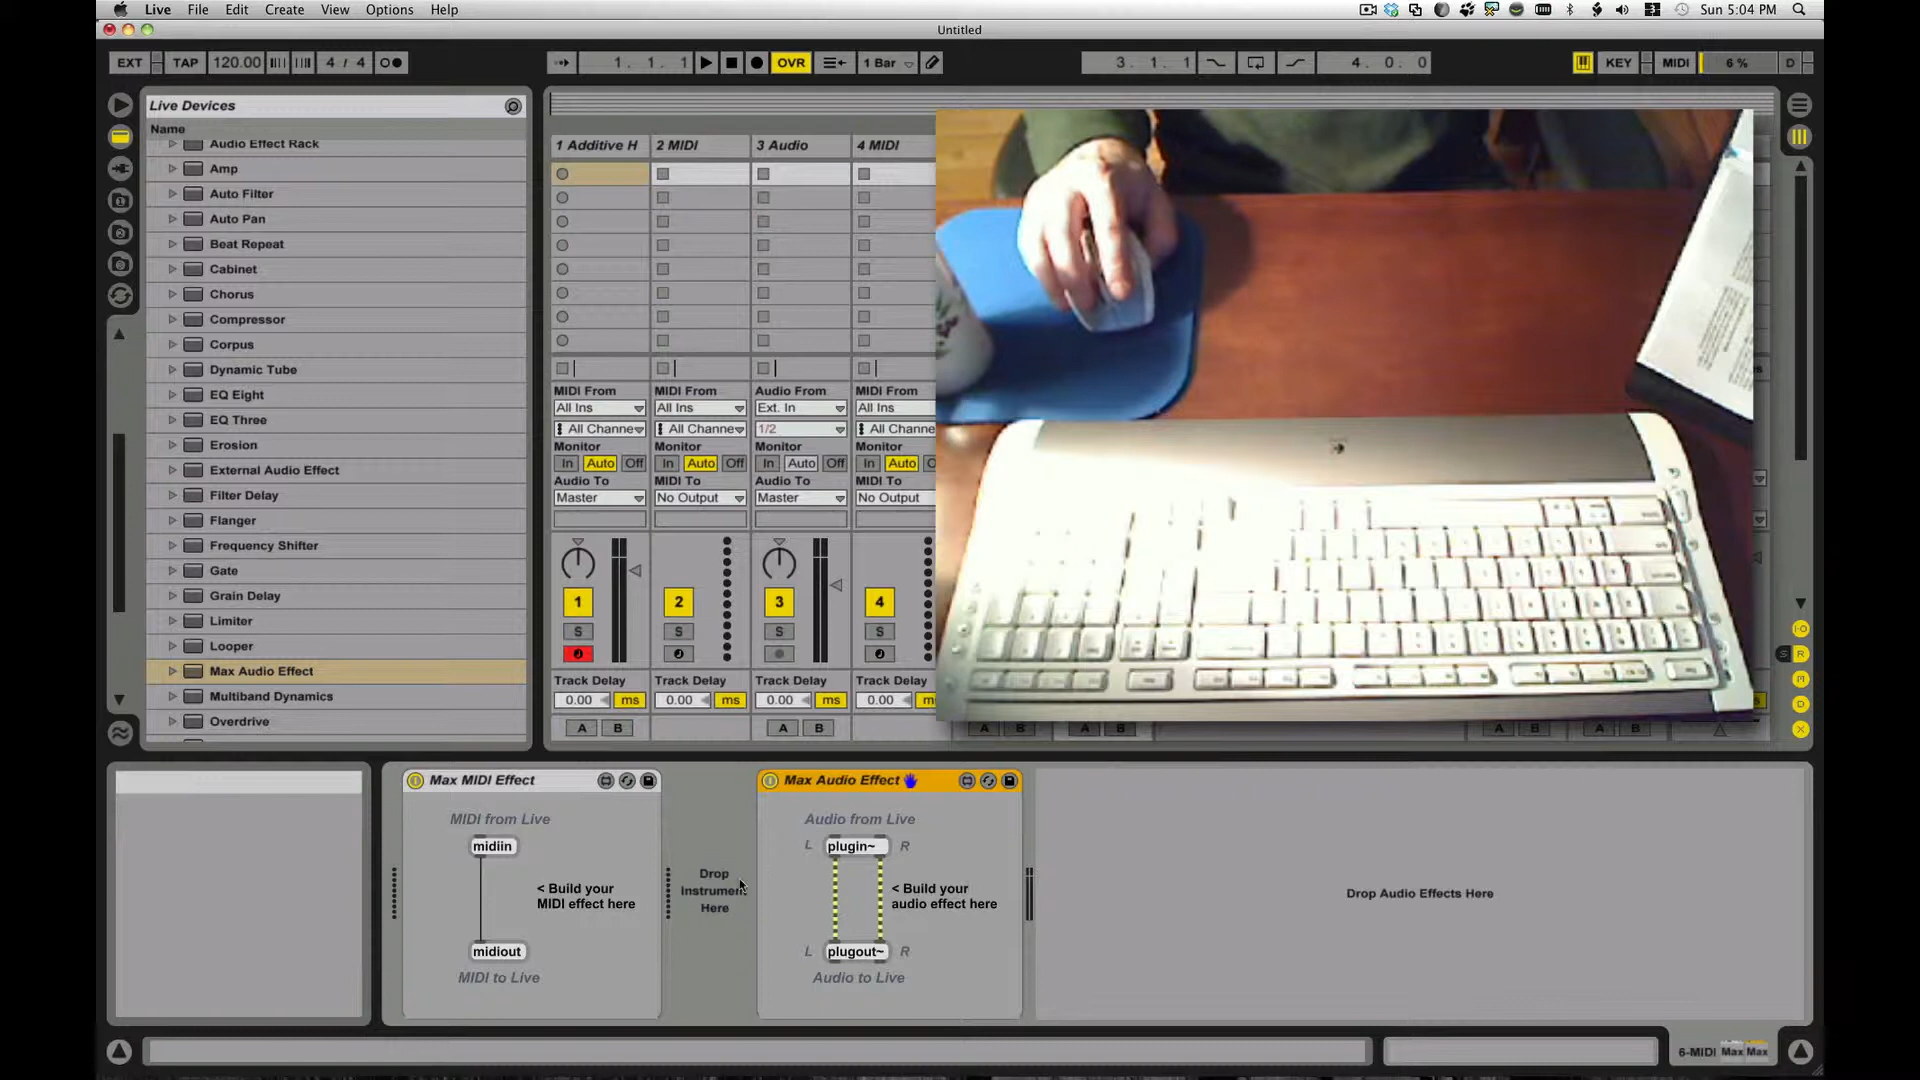 Live File Edit Create View Options Help
Sun 5:04 PM
Untitled
EXT TAP 120.00 4 / 4
1. 1. 1
OVR
1 Bar
3. 1. 1
4. 0. 0
KEY MIDI 6 % D
Live Devices
Name
Audio Effect Rack
Amp
Auto Filter
Auto Pan
Beat Repeat
Cabinet
Chorus
Compressor
Corpus
Dynamic Tube
EQ Eight
EQ Three
Erosion
External Audio Effect
Filter Delay
Flanger
Frequency Shifter
Gate
Grain Delay
Limiter
Looper
Max Audio Effect
Multiband Dynamics
Overdrive
1 Additive H 2 MIDI 3 Audio 4 MIDI
MIDI From MIDI From Audio From MIDI From
All Ins All Ins Ext. In All Ins
All Channe All Channe 1/2 All Channe
Monitor Monitor Monitor Monitor
In Auto Off In Auto Off In Auto Off In Auto
Audio To MIDI To Audio To MIDI To
Master No Output Master No Output
1 2 3 4
S S S S
Track Delay Track Delay Track Delay Track Delay
0.00 ms 0.00 ms 0.00 ms 0.00
A B A B A B A B A B A B
I-O
S R
M
D
X
Max MIDI Effect
MIDI from Live
midiin
< Build your
MIDI effect here
midiout
MIDI to Live
Drop
Instrument
Here
Max Audio Effect
Audio from Live
L plugin~ R
< Build your
audio effect here
L plugout~ R
Audio to Live
Drop Audio Effects Here
6-MIDI Max Max